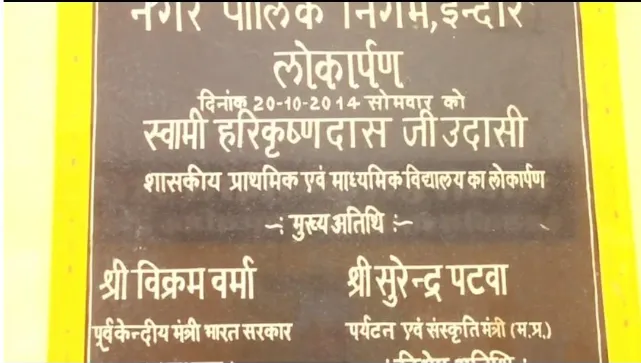 नगर पालिक निगम, इन्दौर
लोकार्पण
दिनांक 20-10-2014 सोमवार को
स्वामी हरिकृष्णदास जी उदासी
शासकीय प्राथमिक एवं माध्यमिक विद्यालय का लोकार्पण
-: मुख्य अतिथि :-
श्री विक्रम वर्मा श्री सुरेन्द्र पटवा
पूर्व केन्दीय मंत्री भारत सरकार पर्यटन एवं संस्कृति मंत्री (म.प्र.)